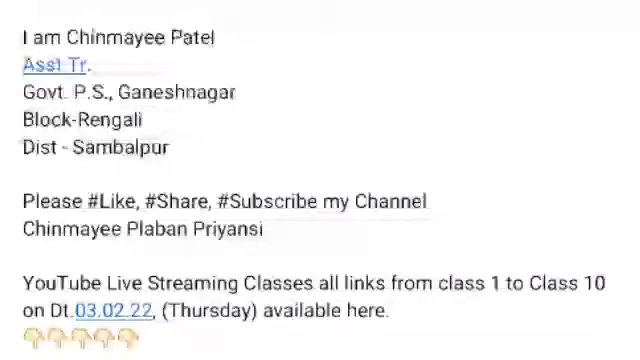 I am Chinmayee Patel
Asst Tr.
Govt. P.S., Ganeshnagar
Block-Rengali
Dist - Sambalpur
Please #Like, #Share, #Subscribe my Channel
Chinmayee Plaban Priyansi
YouTube Live Streaming Classes all links from class 1 to Class 10
on Dt.03.02.22, (Thursday) available here.
👇🏻👇🏻👇🏻👇🏻👇🏻